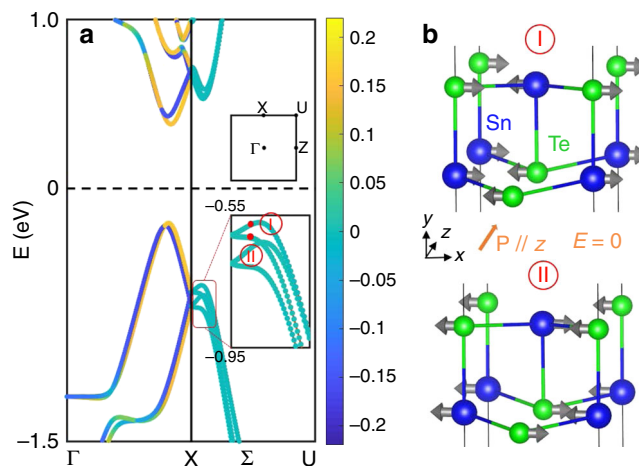 a
b
1.0
0
−1.5
E (eV)
Γ
X
Σ
U
X
U
Γ
Z
−0.55
−0.95
I
II
0.2
0.15
0.1
0.05
0
−0.05
−0.1
−0.15
−0.2
I
Sn
Te
y
z
x
P // z
E = 0
II